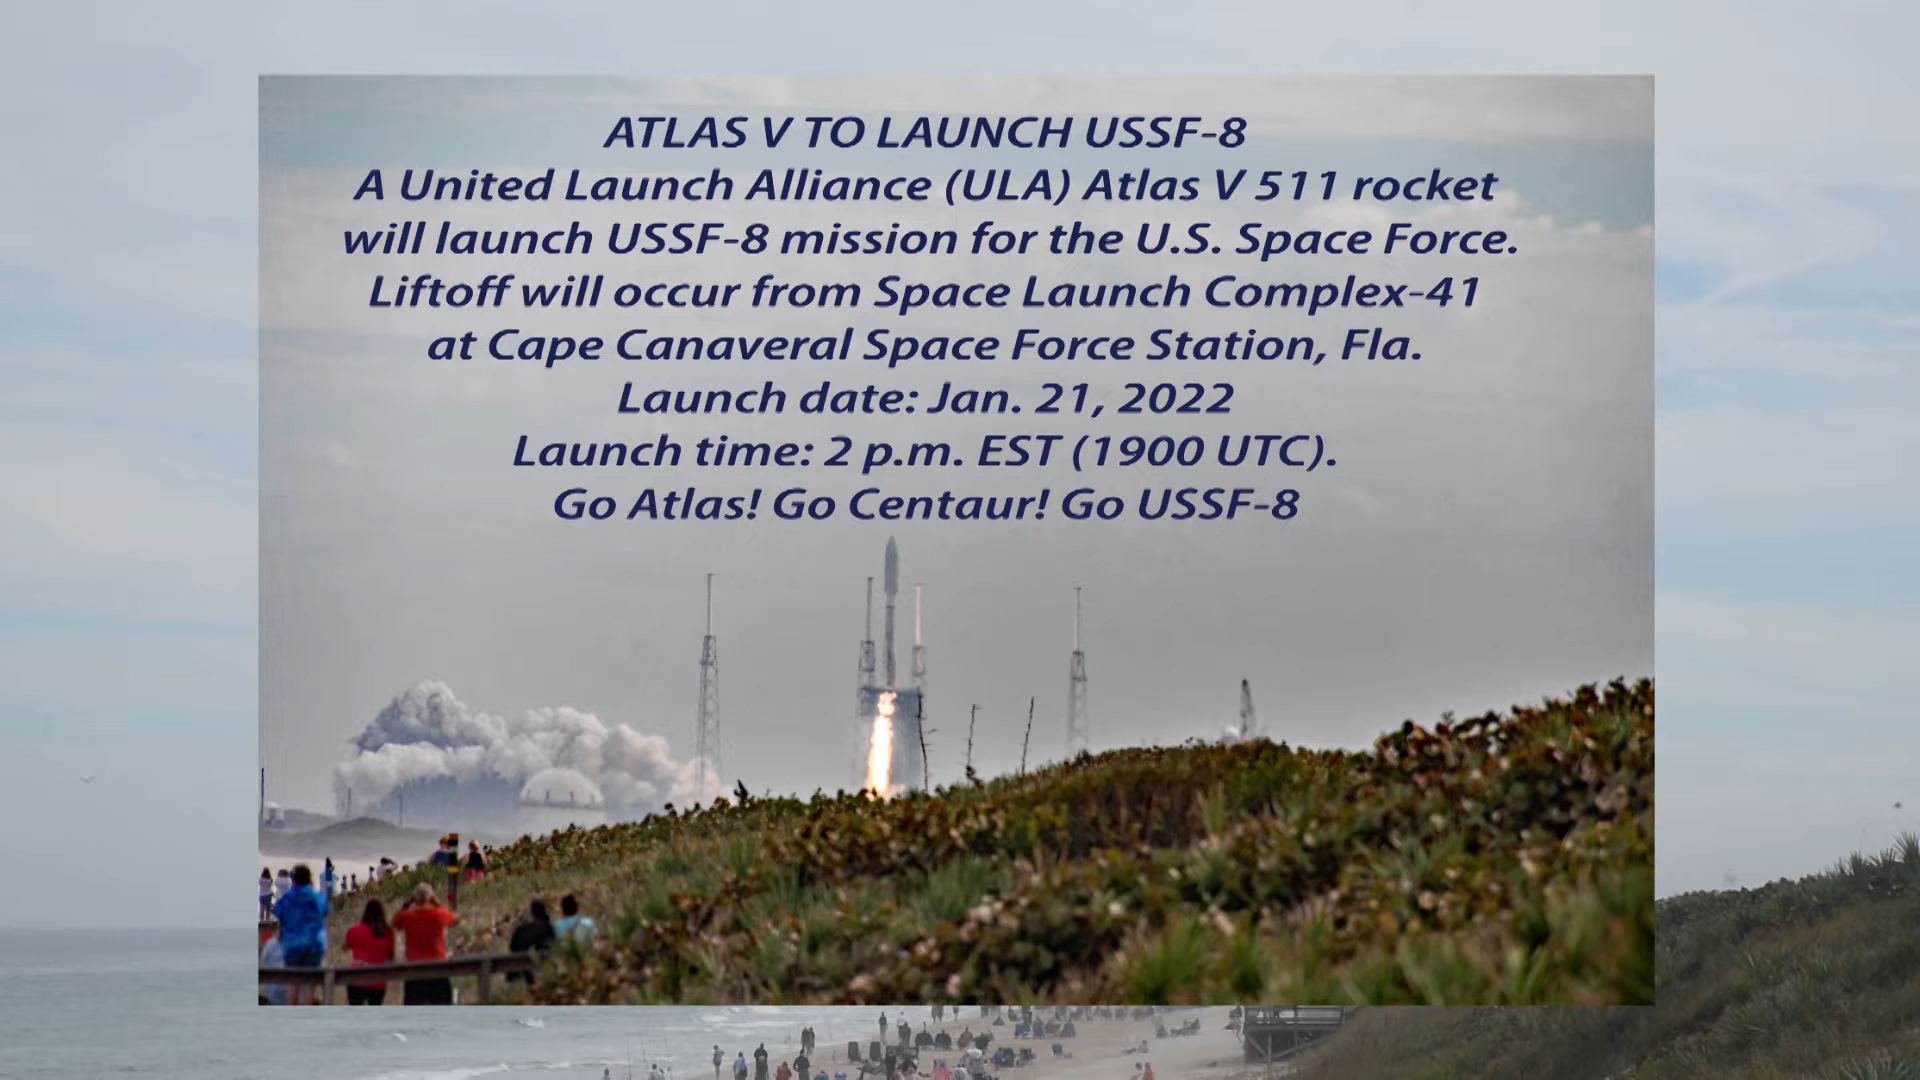 ATLAS V TO LAUNCH USSF-8
A United Launch Alliance (ULA) Atlas V 511 rocket
will launch USSF-8 mission for the U.S. Space Force.
Liftoff will occur from Space Launch Complex-41
at Cape Canaveral Space Force Station, Fla.
Launch date: Jan. 21, 2022
Launch time: 2 p.m. EST (1900 UTC).
Go Atlas! Go Centaur! Go USSF-8